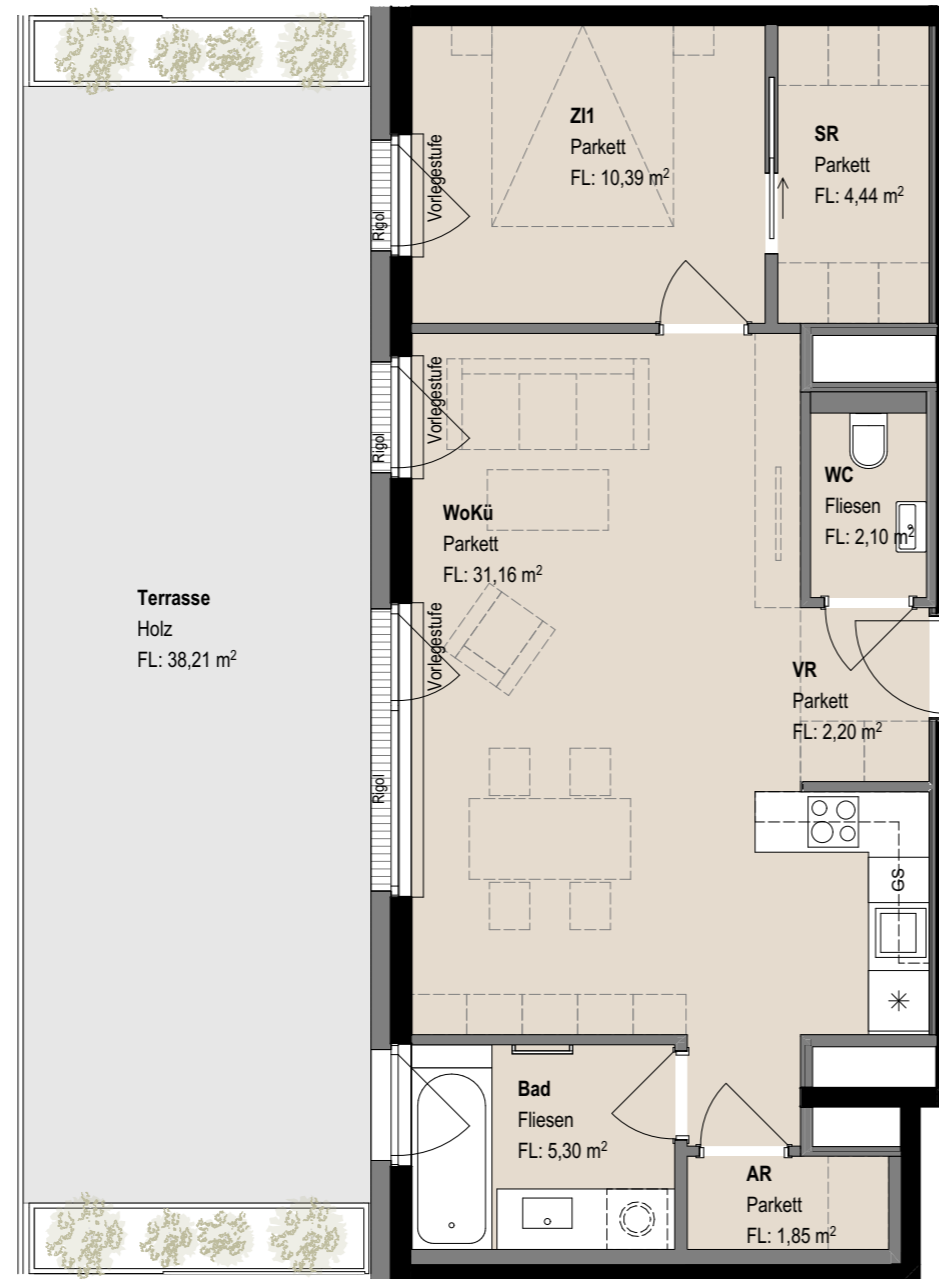 ZI1
Parkett
FL: 10,39 m²
SR
Parkett
FL: 4,44 m²
Vorlegestufe
Rigol
Vorlegestufe
Rigol
WoKü
Parkett
FL: 31,16 m²
WC
Fliesen
FL: 2,10 m²
Terrasse
Holz
FL: 38,21 m²
Vorlegestufe
Rigol
VR
Parkett
FL: 2,20 m²
GS
Bad
Fliesen
FL: 5,30 m²
AR
Parkett
FL: 1,85 m²